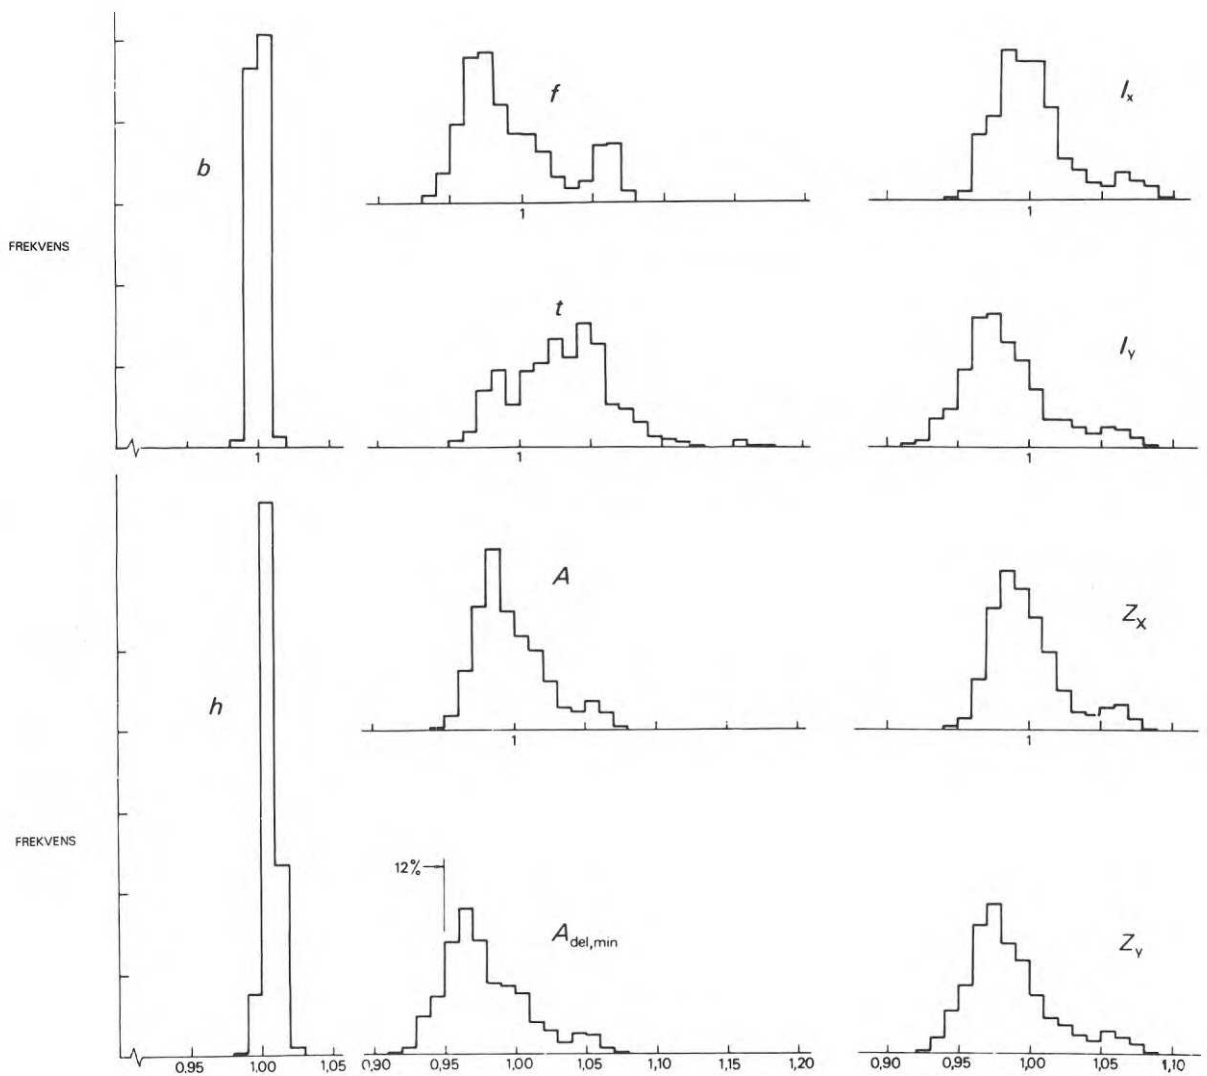 f
I_x
b
FREKVENS
1
1
t
I_y
1
1
1
A
Z_x
h
1
1
FREKVENS
12%
A_del,min
Z_y
0,95 1,00 1,05
0,90 0,95 1,00 1,05 1,10 1,15 1,20
0,90 0,95 1,00 1,05 1,10